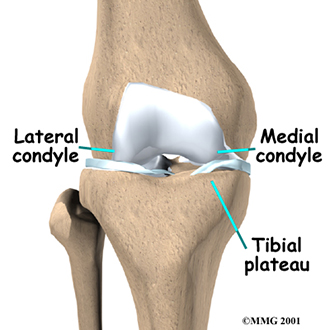 Lateral
condyle
Medial
condyle
Tibial
plateau
©MMG 2001